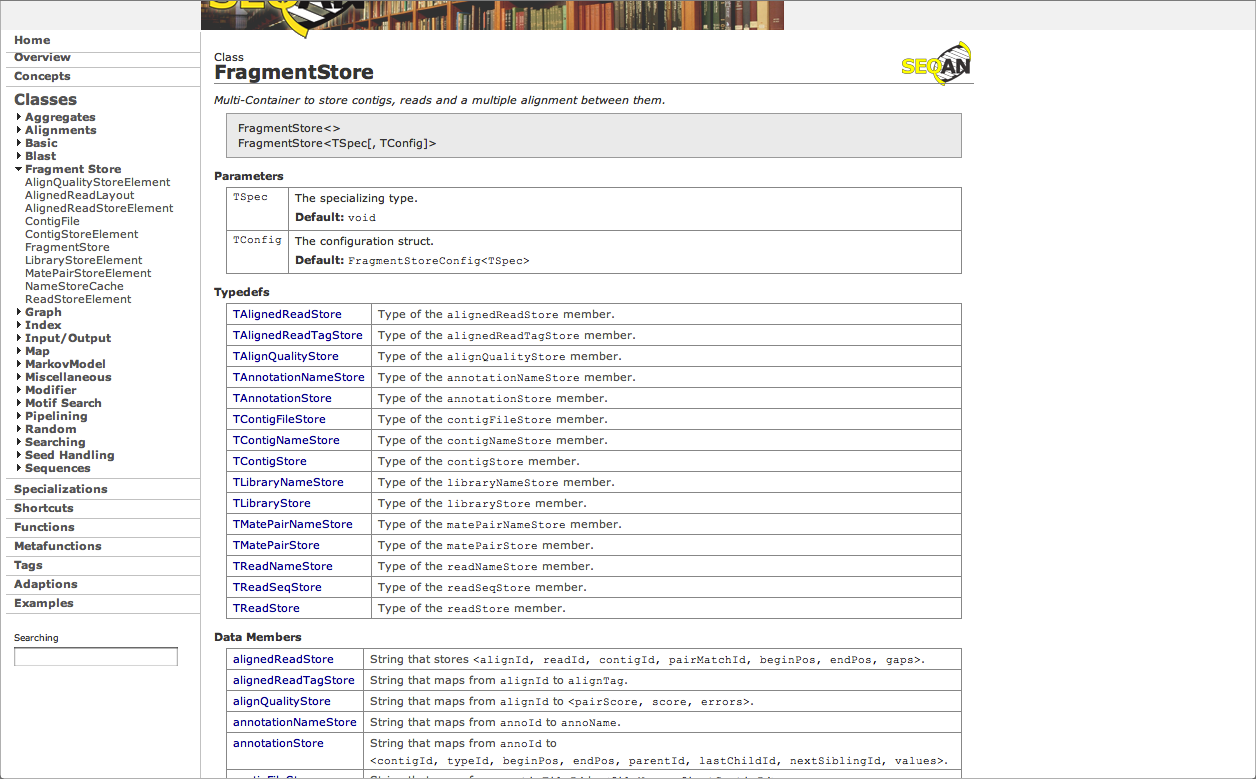 SEQAN
Home
Overview
Concepts
Classes
Aggregates
Alignments
Basic
Blast
Fragment Store
AlignQualityStoreElement
AlignedReadLayout
AlignedReadStoreElement
ContigFile
ContigStoreElement
FragmentStore
LibraryStoreElement
MatePairStoreElement
NameStoreCache
ReadStoreElement
Graph
Index
Input/Output
Map
MarkovModel
Miscellaneous
Modifier
Motif Search
Pipelining
Random
Searching
Seed Handling
Sequences
Specializations
Shortcuts
Functions
Metafunctions
Tags
Adaptions
Examples
Searching
Class
FragmentStore
SEQAN
Multi-Container to store contigs, reads and a multiple alignment between them.
FragmentStore<>
FragmentStore<TSpec[, TConfig]>
Parameters
TSpec The specializing type.
Default: void
TConfig The configuration struct.
Default: FragmentStoreConfig<TSpec>
Typedefs
TAlignedReadStore Type of the alignedReadStore member.
TAlignedReadTagStore Type of the alignedReadTagStore member.
TAlignQualityStore Type of the alignQualityStore member.
TAnnotationNameStore Type of the annotationNameStore member.
TAnnotationStore Type of the annotationStore member.
TContigFileStore Type of the contigFileStore member.
TContigNameStore Type of the contigNameStore member.
TContigStore Type of the contigStore member.
TLibraryNameStore Type of the libraryNameStore member.
TLibraryStore Type of the libraryStore member.
TMatePairNameStore Type of the matePairNameStore member.
TMatePairStore Type of the matePairStore member.
TReadNameStore Type of the readNameStore member.
TReadSeqStore Type of the readSeqStore member.
TReadStore Type of the readStore member.
Data Members
alignedReadStore String that stores <alignId, readId, contigId, pairMatchId, beginPos, endPos, gaps>.
alignedReadTagStore String that maps from alignId to alignTag.
alignQualityStore String that maps from alignId to <pairScore, score, errors>.
annotationNameStore String that maps from annoId to annoName.
annotationStore String that maps from annoId to
<contigId, typeId, beginPos, endPos, parentId, lastChildId, nextSiblingId, values>.